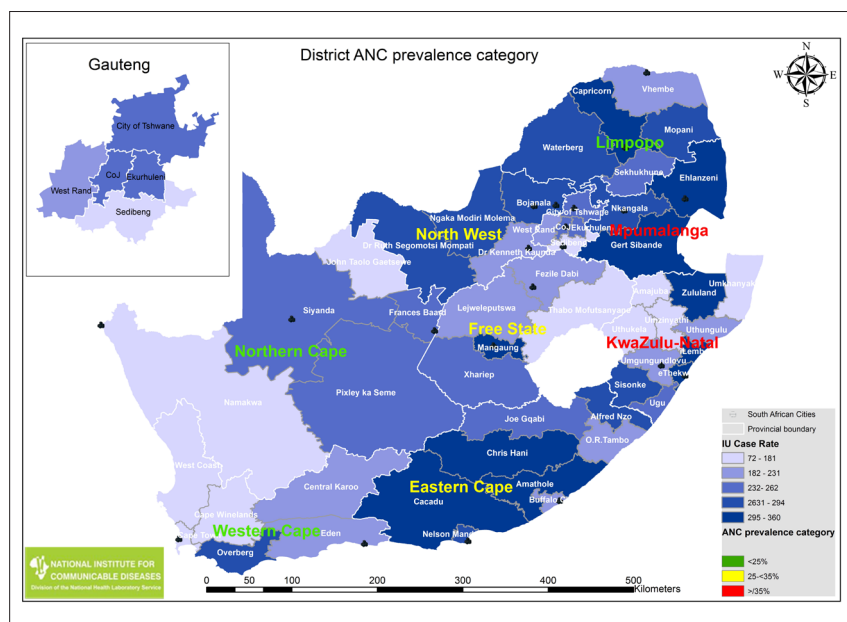 District ANC prevalence category
Gauteng
City of Tshwane
CoJ
Ekurhuleni
West Rand
Sedibeng
N
W
E
S
Vhembe
Capricorn
Mopani
Waterberg
Limpopo
Sekhukhune
Ehlanzeni
Bojanala
Nkangala
City of Tshwane
Ngaka Modiri Molema
North West
West Rand
CoJ
Ekurhuleni
Mpumalanga
Sedibeng
Gert Sibande
Dr Ruth Segomotsi Mompati
Dr Kenneth Kaunda
John Taolo Gaetsewe
Fezile Dabi
Amajuba
Zululand
Umkhanyak
Siyanda
Frances Baard
Lejweleputswa
Thabo Mofutsanyane
Umzinyathi
Free State
Uthukela
Uthungulu
KwaZulu-Natal
Northern Cape
Mangaung
iLemb
Umgungundlovu
eThekw
Xhariep
Sisonke
Pixley ka Seme
Ugu
Namakwa
Joe Gqabi
Alfred Nzo
O.R.Tambo
Chris Hani
West Coast
Central Karoo
Eastern Cape
Amathole
Cacadu
Buffalo C
Cape Winelands
Western Cape
Eden
Nelson Man
Overberg
South African Cities
Provincial boundary
IU Case Rate
72 - 181
182 - 231
232- 262
2631 - 294
295 - 360
ANC prevalence category
<25%
25-<35%
>/35%
NATIONAL INSTITUTE FOR
COMMUNICABLE DISEASES
Division of the National Health Laboratory Service
0 50 100 200 300 400 500
Kilometers